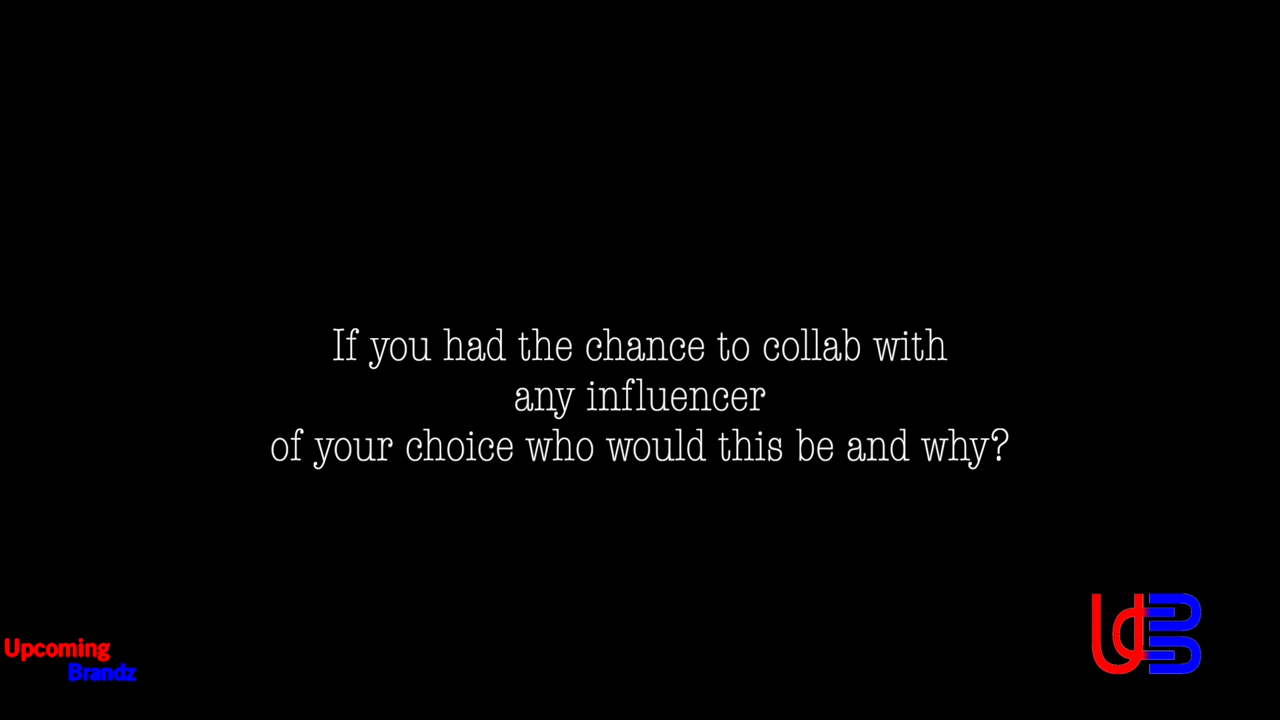 If you had the chance to collab with
any influencer
of your choice who would this be and why?
Upcoming
Brandz
UCB